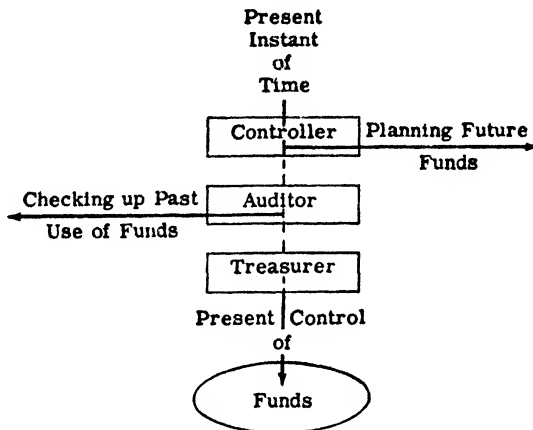 Present
Instant
of
Time
Controller
Planning Future
Funds
Checking up Past
Use of Funds
Auditor
Treasurer
Present Control
of
Funds